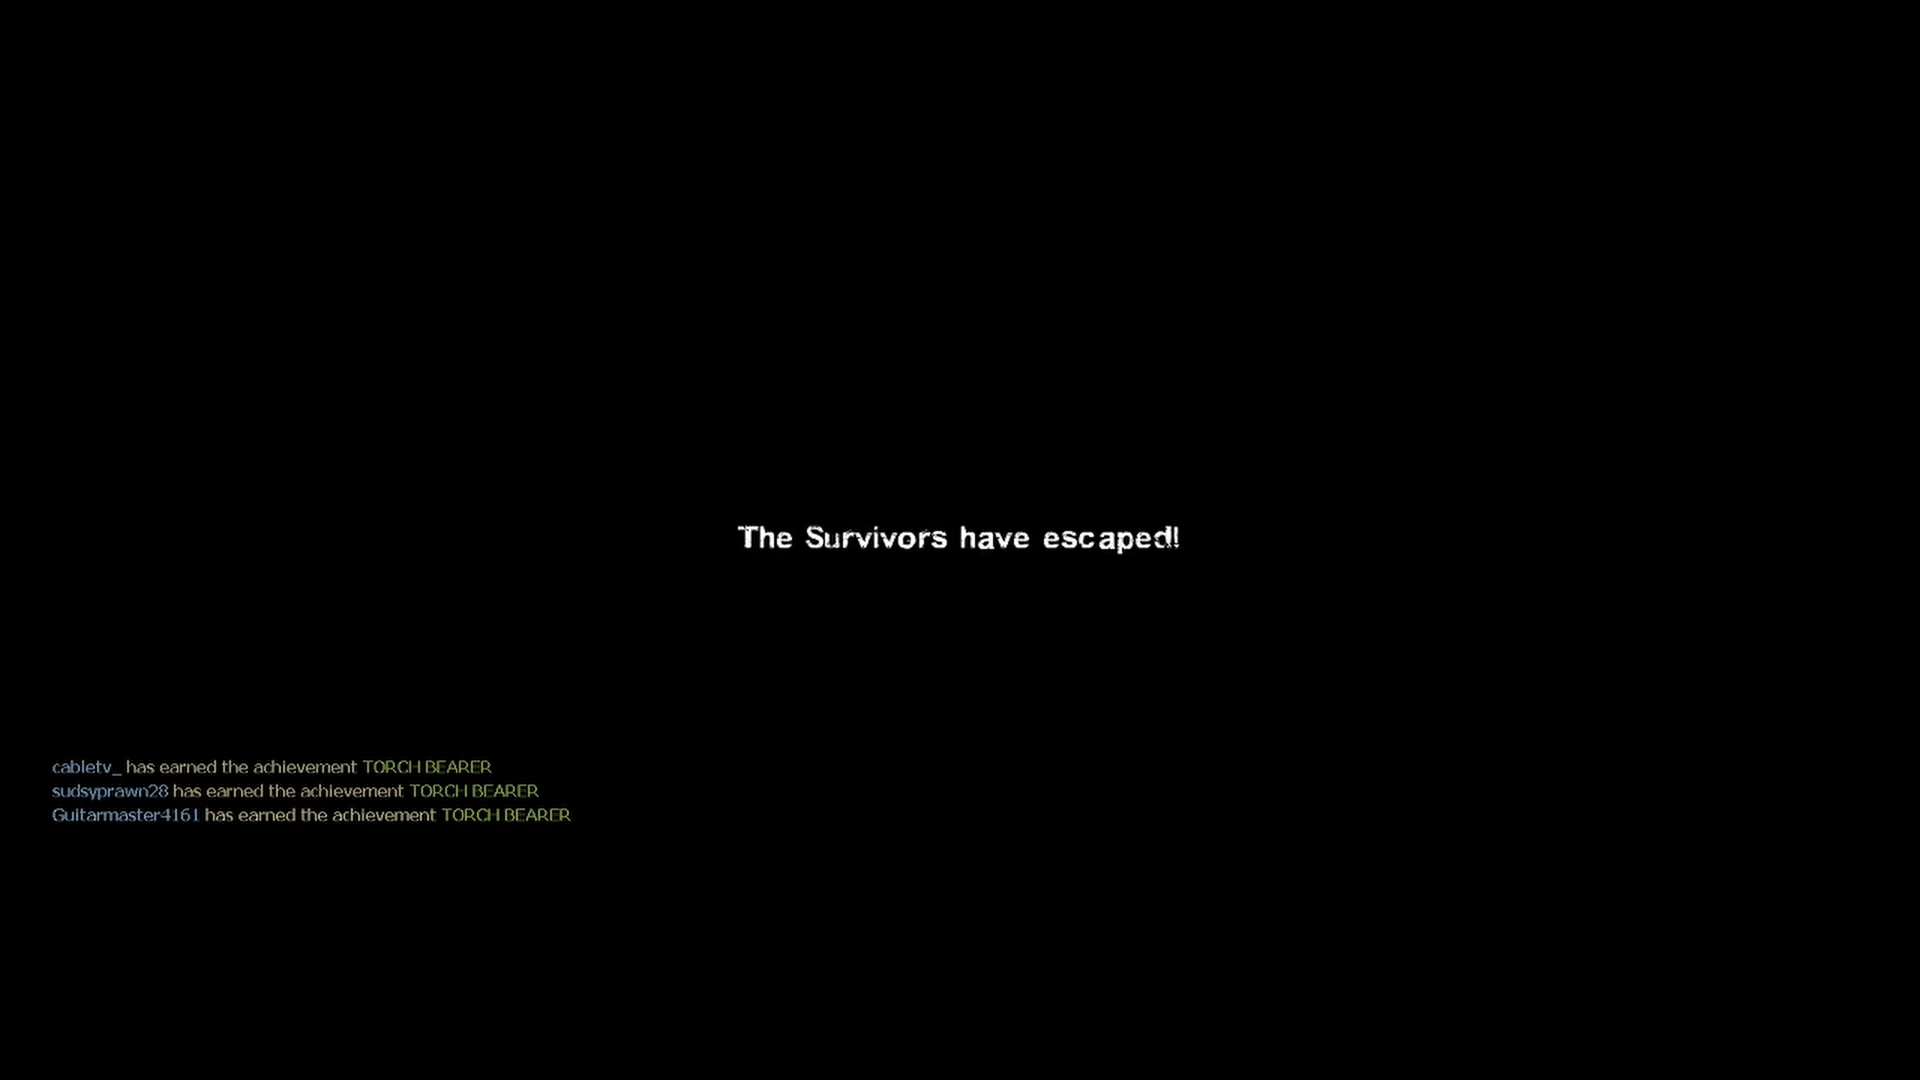 The Survivors have escaped!
cabletv_ has earned the achievement TORCH BEARER
sudsyprawn28 has earned the achievement TORCH BEARER
Guitarmaster4161 has earned the achievement TORCH BEARER